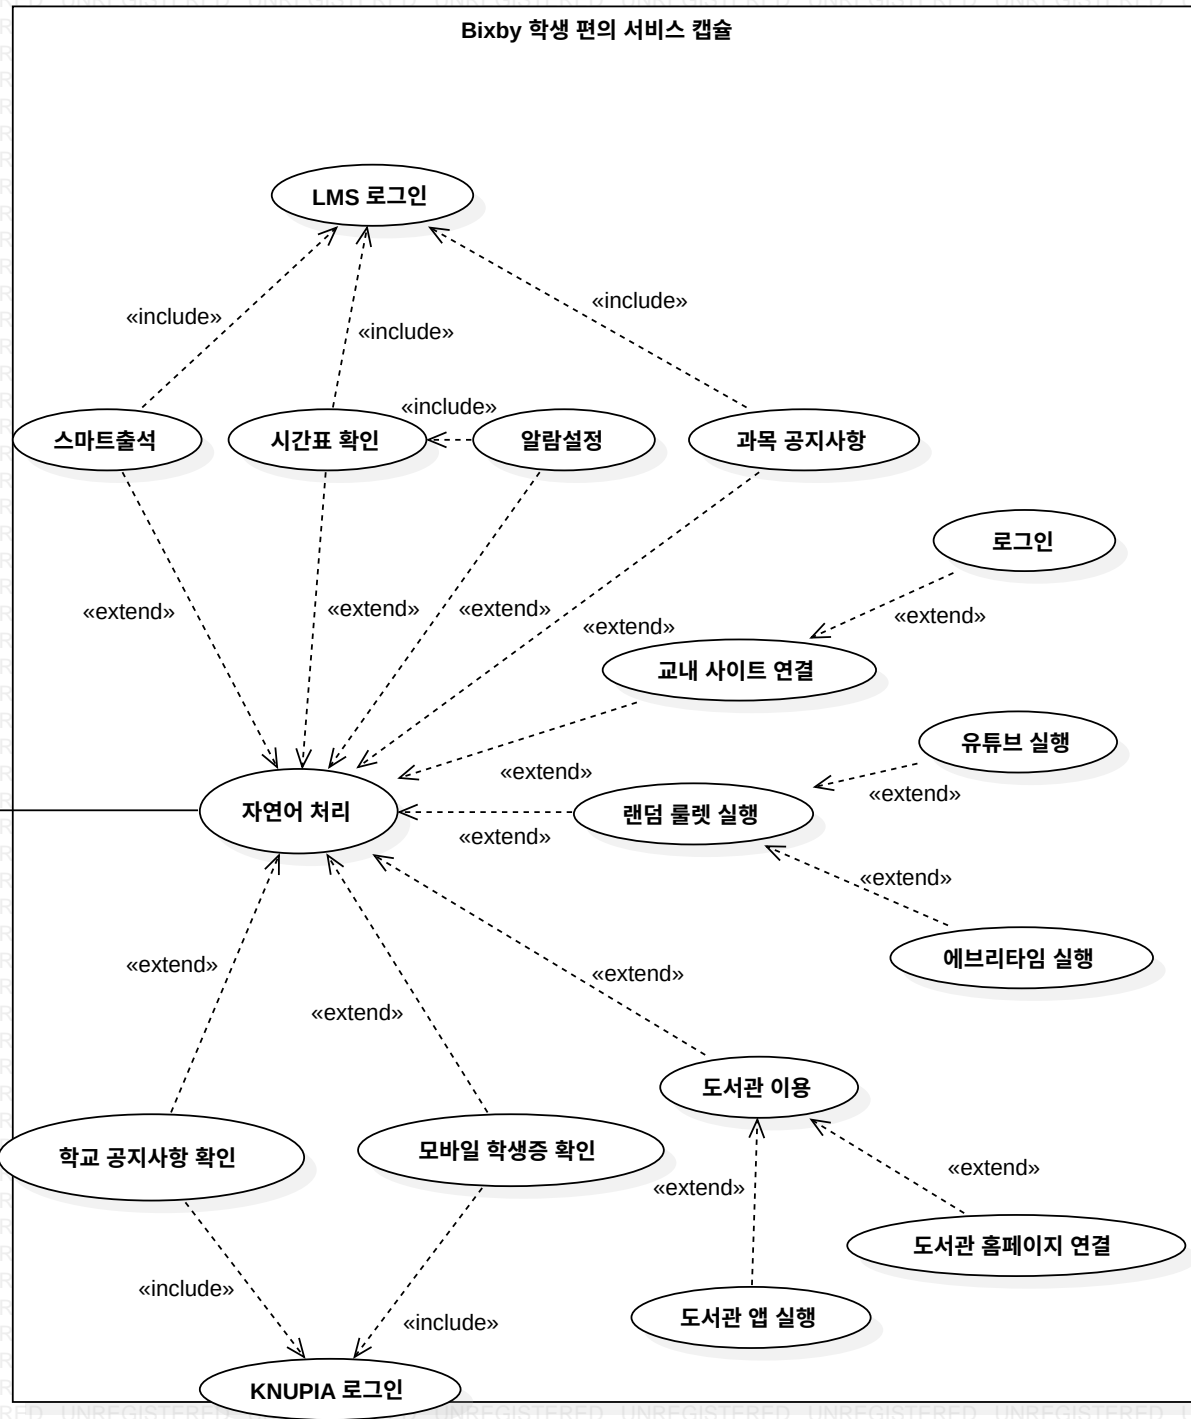 Bixby 학생 편의 서비스 캡슐
LMS 로그인
«include»
«include»
«include»
«include»
스마트출석
시간표 확인
알람설정
과목 공지사항
로그인
«extend»
«extend»
«extend»
«extend»
«extend»
교내 사이트 연결
유튜브 실행
«extend»
«extend»
자연어 처리
랜덤 룰렛 실행
«extend»
«extend»
에브리타임 실행
«extend»
«extend»
«extend»
도서관 이용
학교 공지사항 확인
모바일 학생증 확인
«extend»
«extend»
도서관 홈페이지 연결
«include»
«include»
도서관 앱 실행
KNUPIA 로그인
UNREGISTERED UNREGISTERED UNREGISTERED UNREGISTERED